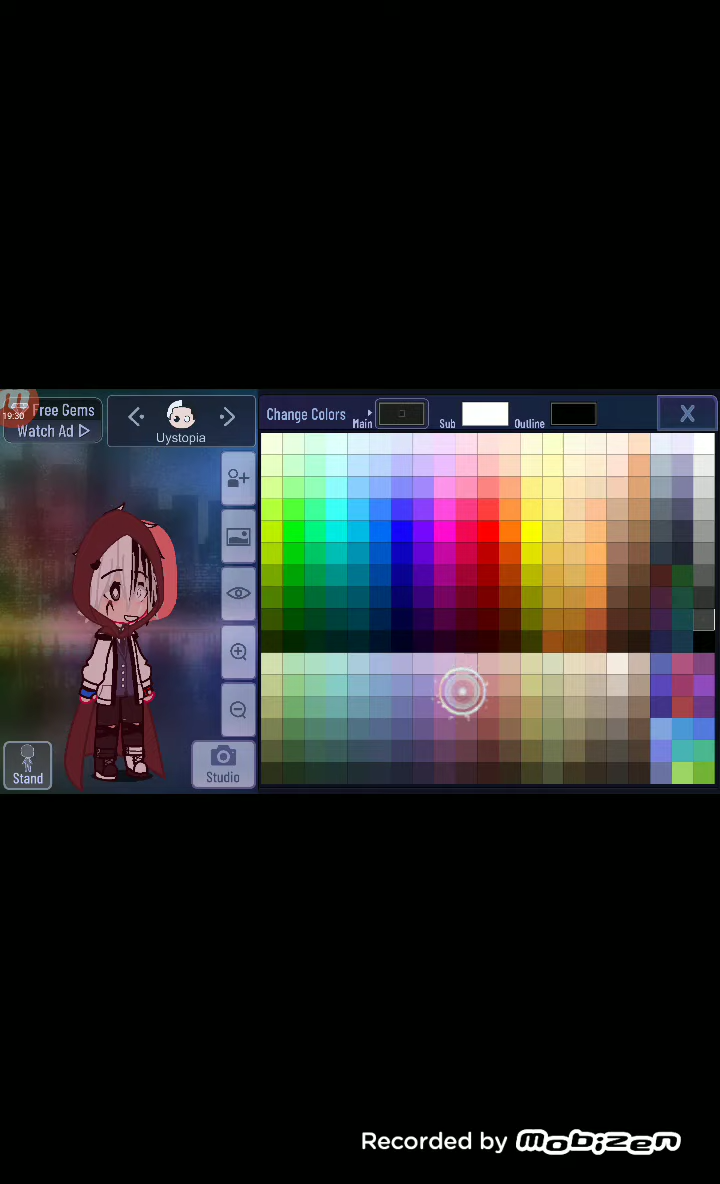 19:30
Free Gems
Watch Ad
Uystopia
Change Colors
Main
Sub
Outline
X
Stand
Studio
Recorded by mobizen